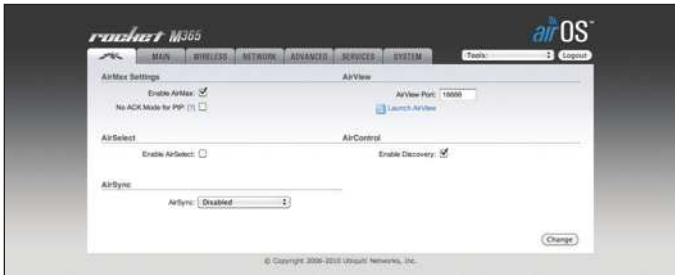 rocket M365
airOS™
MAIN WIRELESS NETWORK ADVANCED SERVICES SYSTEM Tools: Logout
AirMax Settings
Enable AirMax:
No ACK Mode for PtP: [?]
AirView
AirView Port: 18888
Launch AirView
AirSelect
Enable AirSelect:
AirControl
Enable Discovery:
AirSync
AirSync: Disabled
Change
© Copyright 2006-2010 Ubiquiti Networks, Inc.